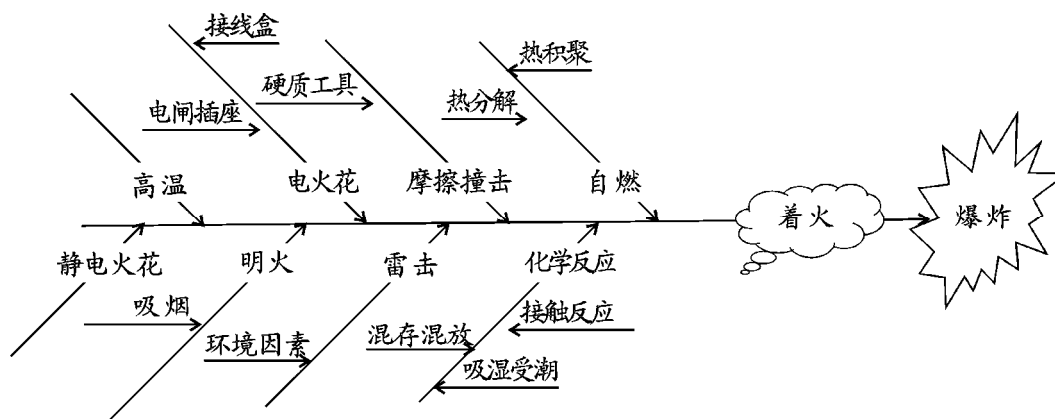 接线盒
热积聚
硬质工具
热分解
电闸插座
高温
电火花
摩擦撞击
自燃
着火
爆炸
静电火花
明火
雷击
化学反应
吸烟
接触反应
环境因素
混存混放
吸湿受潮